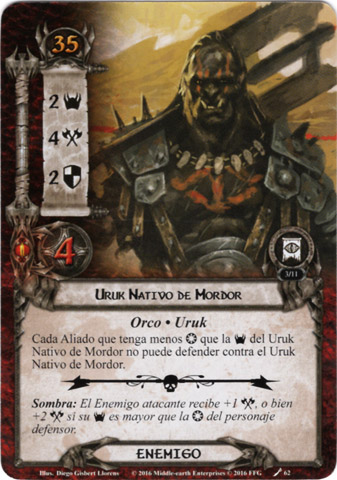 35
2
4
2
4
3/11
Uruk Nativo de Mordor
Orco • Uruk
Cada Aliado que tenga menos que la del Uruk
Nativo de Mordor no puede defender contra el Uruk
Nativo de Mordor.
Sombra: El Enemigo atacante recibe +1 , o bien
+2 si su es mayor que la del personaje
defensor.
ENEMIGO
Illus. Diego Gisbert Llorens © 2016 Middle-earth Enterprises © 2016 FFG 62